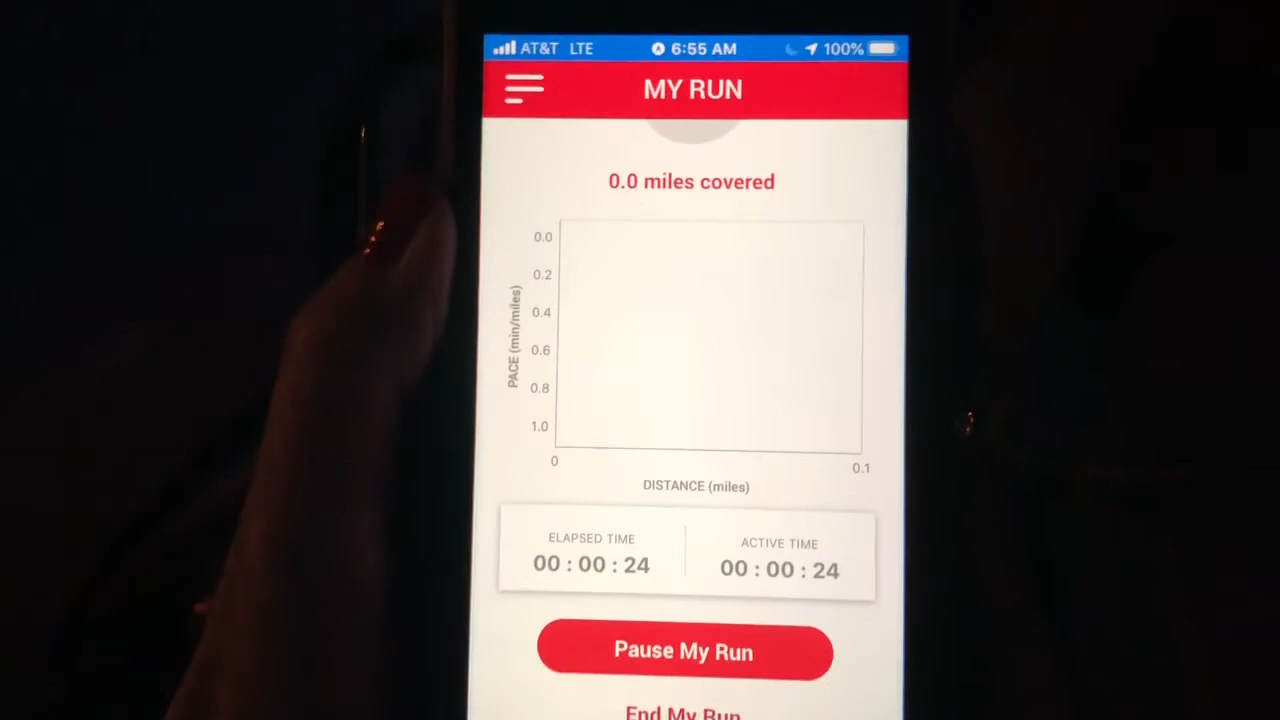 AT&T LTE 6:55 AM 100%
MY RUN
0.0 miles covered
0.0
0.2
0.4
0.6
0.8
1.0
PACE (min/miles)
0 0.1
DISTANCE (miles)
ELAPSED TIME ACTIVE TIME
00 : 00 : 24 00 : 00 : 24
Pause My Run
End My Run